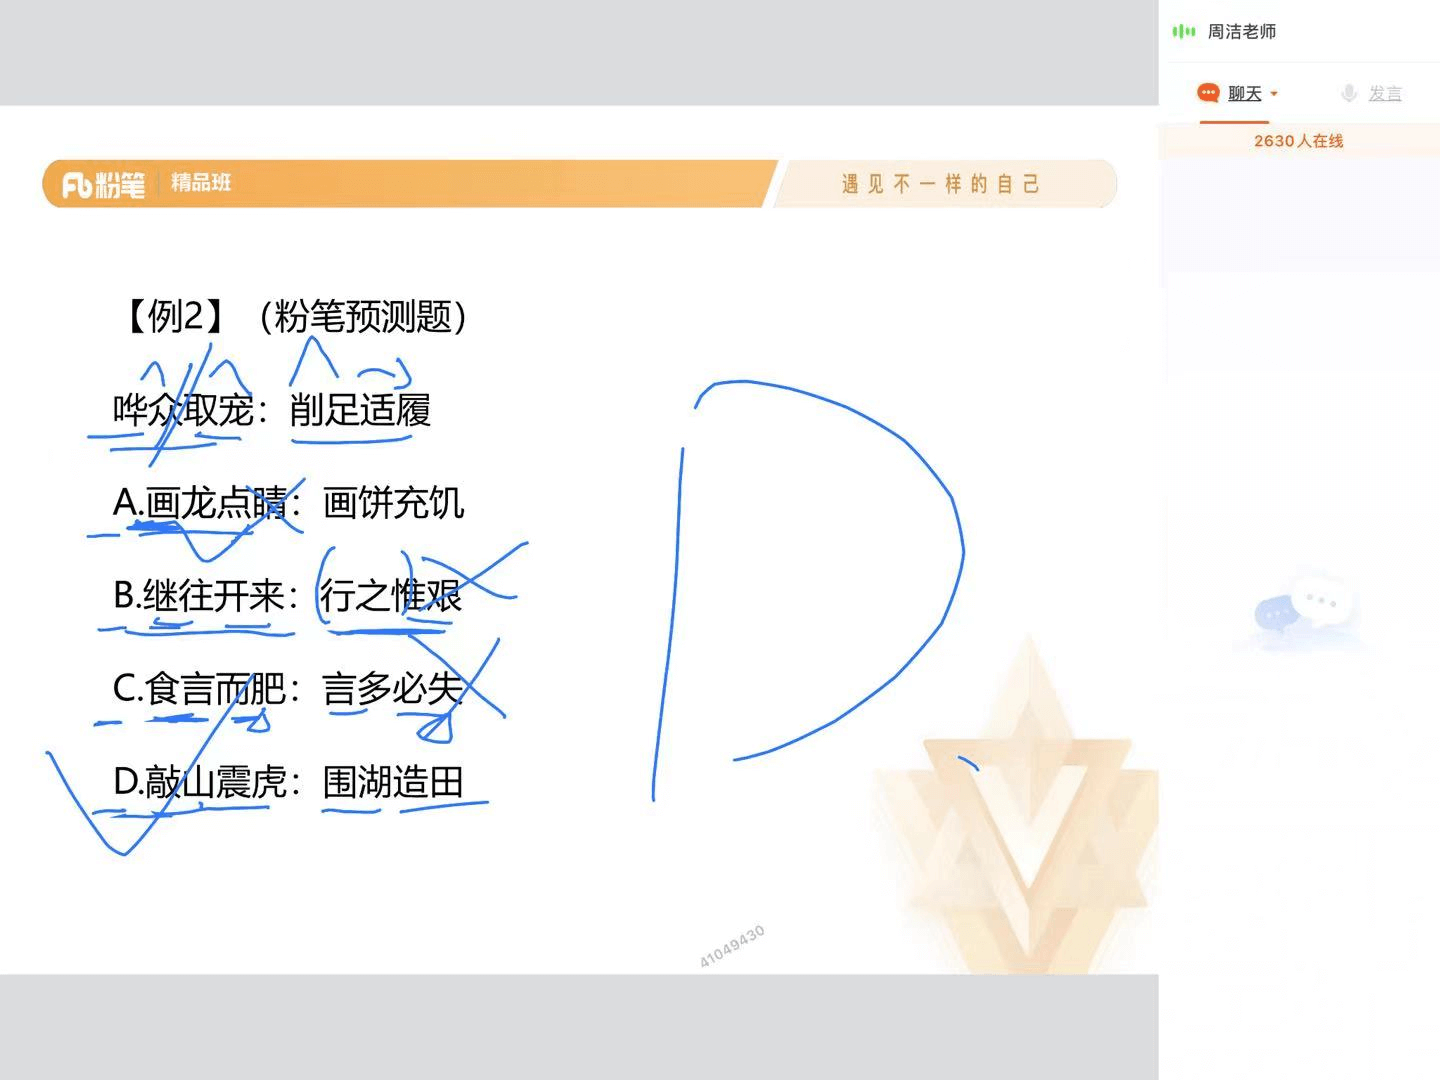 周洁老师
聊天
发言
2630人在线
粉笔 精品班
遇见不一样的自己
【例2】（粉笔预测题）
哗众取宠：削足适履
A.画龙点睛：画饼充饥
B.继往开来：行之惟艰
C.食言而肥：言多必失
D.敲山震虎：围湖造田
D
41049430